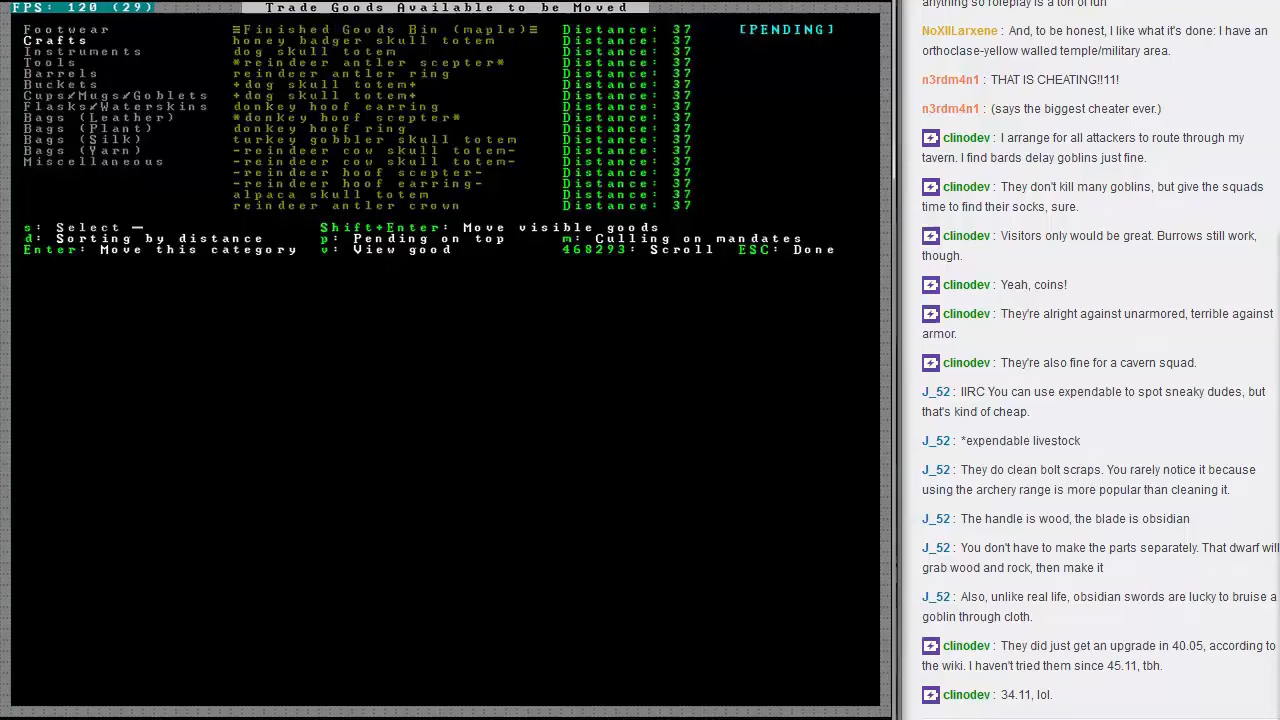 FPS: 120 (29)
Trade Goods Available to be Moved
Footwear ≡Finished Goods Bin (maple)≡ Distance: 37 [PENDING]
Crafts honey badger skull totem Distance: 37
Instruments dog skull totem Distance: 37
Tools *reindeer antler scepter* Distance: 37
Barrels reindeer antler ring Distance: 37
Buckets +dog skull totem+ Distance: 37
Cups/Mugs/Goblets +dog skull totem+ Distance: 37
Flasks/Waterskins donkey hoof earring Distance: 37
Bags (Leather) *donkey hoof scepter* Distance: 37
Bags (Plant) donkey hoof ring Distance: 37
Bags (Silk) turkey gobbler skull totem Distance: 37
Bags (Yarn) -reindeer cow skull totem- Distance: 37
Miscellaneous -reindeer cow skull totem- Distance: 37
-reindeer hoof scepter- Distance: 37
-reindeer hoof earring- Distance: 37
alpaca skull totem Distance: 37
reindeer antler crown Distance: 37
s: Select _ Shift+Enter: Move visible goods
d: Sorting by distance p: Pending on top m: Culling on mandates
Enter: Move this category v: View good 468293: Scroll ESC: Done
anything so roleplay is a ton of fun
NoXIILarxene : And, to be honest, I like what it's done: I have an
orthoclase-yellow walled temple/military area.
n3rdm4n1 : THAT IS CHEATING!!11!
n3rdm4n1 : (says the biggest cheater ever.)
clinodev : I arrange for all attackers to route through my
tavern. I find bards delay goblins just fine.
clinodev : They don't kill many goblins, but give the squads
time to find their socks, sure.
clinodev : Visitors only would be great. Burrows still work,
though.
clinodev : Yeah, coins!
clinodev : They're alright against unarmored, terrible against
armor.
clinodev : They're also fine for a cavern squad.
J_52 : IIRC You can use expendable to spot sneaky dudes, but
that's kind of cheap.
J_52 : *expendable livestock
J_52 : They do clean bolt scraps. You rarely notice it because
using the archery range is more popular than cleaning it.
J_52 : The handle is wood, the blade is obsidian
J_52 : You don't have to make the parts separately. That dwarf will
grab wood and rock, then make it
J_52 : Also, unlike real life, obsidian swords are lucky to bruise a
goblin through cloth.
clinodev : They did just get an upgrade in 40.05, according to
the wiki. I haven't tried them since 45.11, tbh.
clinodev : 34.11, lol.